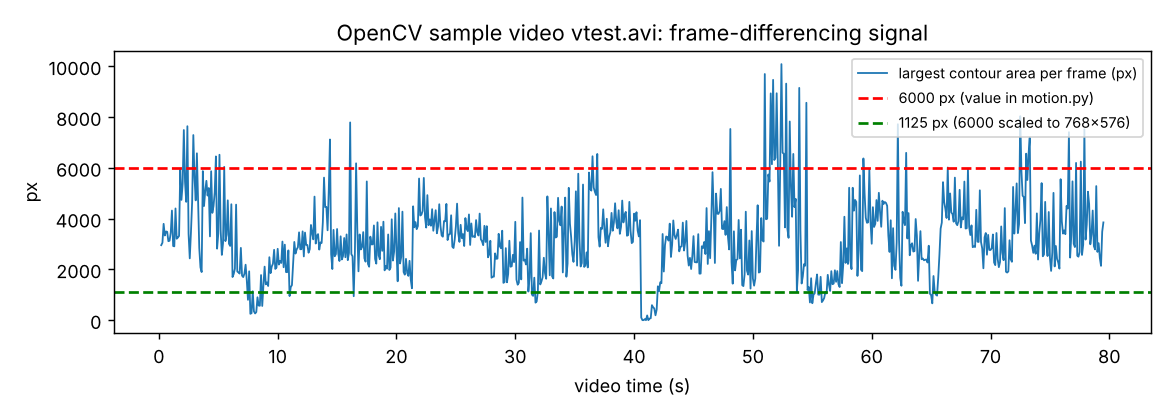 OpenCV sample video vtest.avi: frame-differencing signal
10000
8000
6000
4000
2000
0
px
largest contour area per frame (px)
6000 px (value in motion.py)
1125 px (6000 scaled to 768×576)
0 10 20 30 40 50 60 70 80
video time (s)